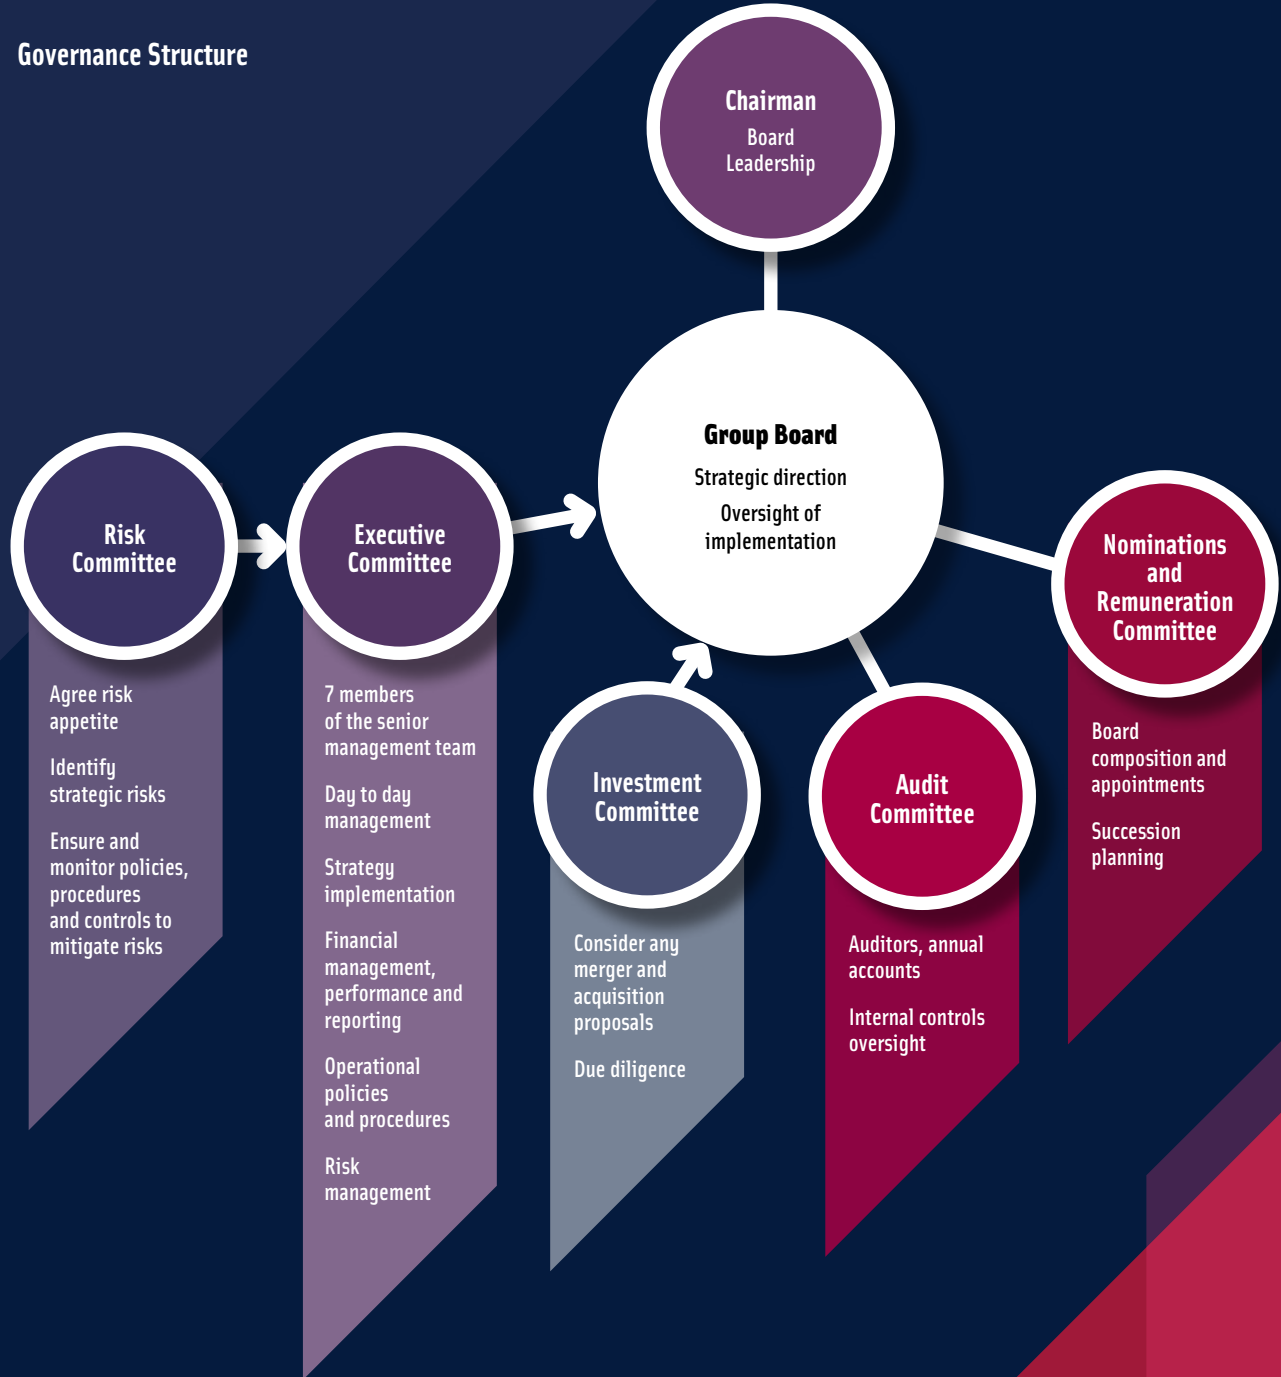 Governance Structure
Chairman
Board
Leadership
Group Board
Strategic direction
Oversight of
implementation
Risk
Committee
Agree risk
appetite
Identify
strategic risks
Ensure and
monitor policies,
procedures
and controls to
mitigate risks
Executive
Committee
7 members
of the senior
management team
Day to day
management
Strategy
implementation
Financial
management,
performance and
reporting
Operational
policies
and procedures
Risk
management
Investment
Committee
Consider any
merger and
acquisition
proposals
Due diligence
Audit
Committee
Auditors, annual
accounts
Internal controls
oversight
Nominations
and
Remuneration
Committee
Board
composition and
appointments
Succession
planning